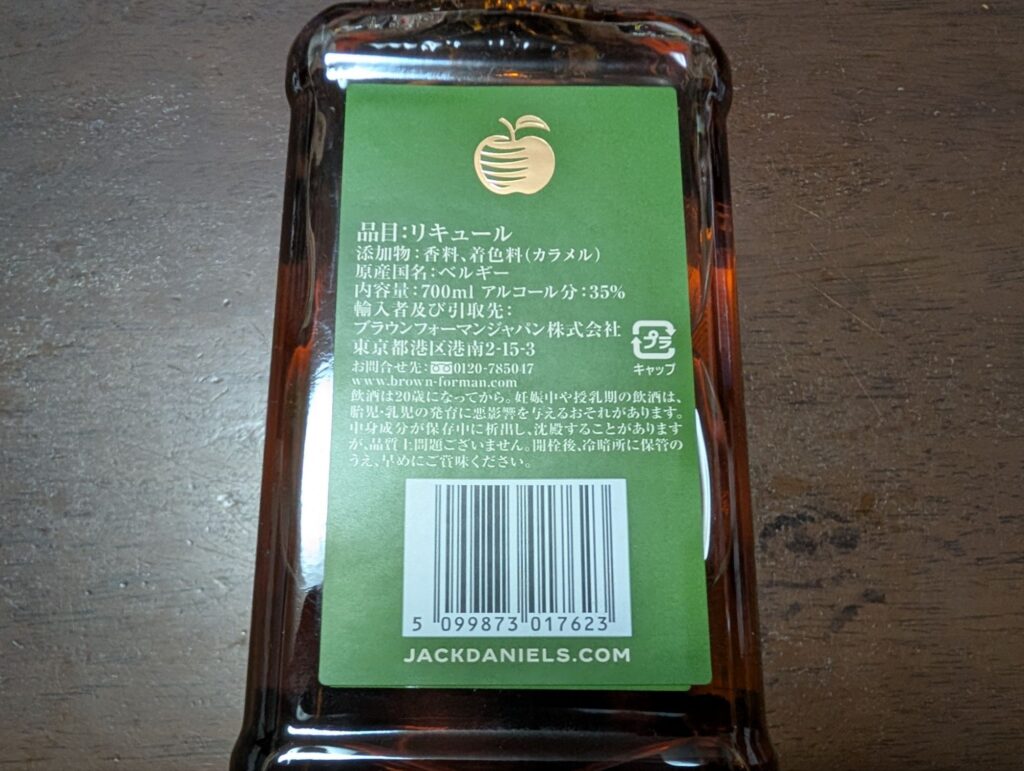 品目:リキュール
添加物:香料、着色料(カラメル)
原産国名:ベルギー
内容量:700ml アルコール分:35%
輸入者及び引取先:
ブラウンフォーマンジャパン株式会社
東京都港区港南2-15-3
プラ
キャップ
お問合せ先:0120-785047
www.brown-forman.com
飲酒は20歳になってから。妊娠中や授乳期の飲酒は、
胎児・乳児の発育に悪影響を与えるおそれがあります。
中身成分が保存中に析出し、沈殿することがあります
が、品質上問題ございません。開栓後、冷暗所に保管の
うえ、早めにご賞味ください。
5 099873 017623
JACKDANIELS.COM